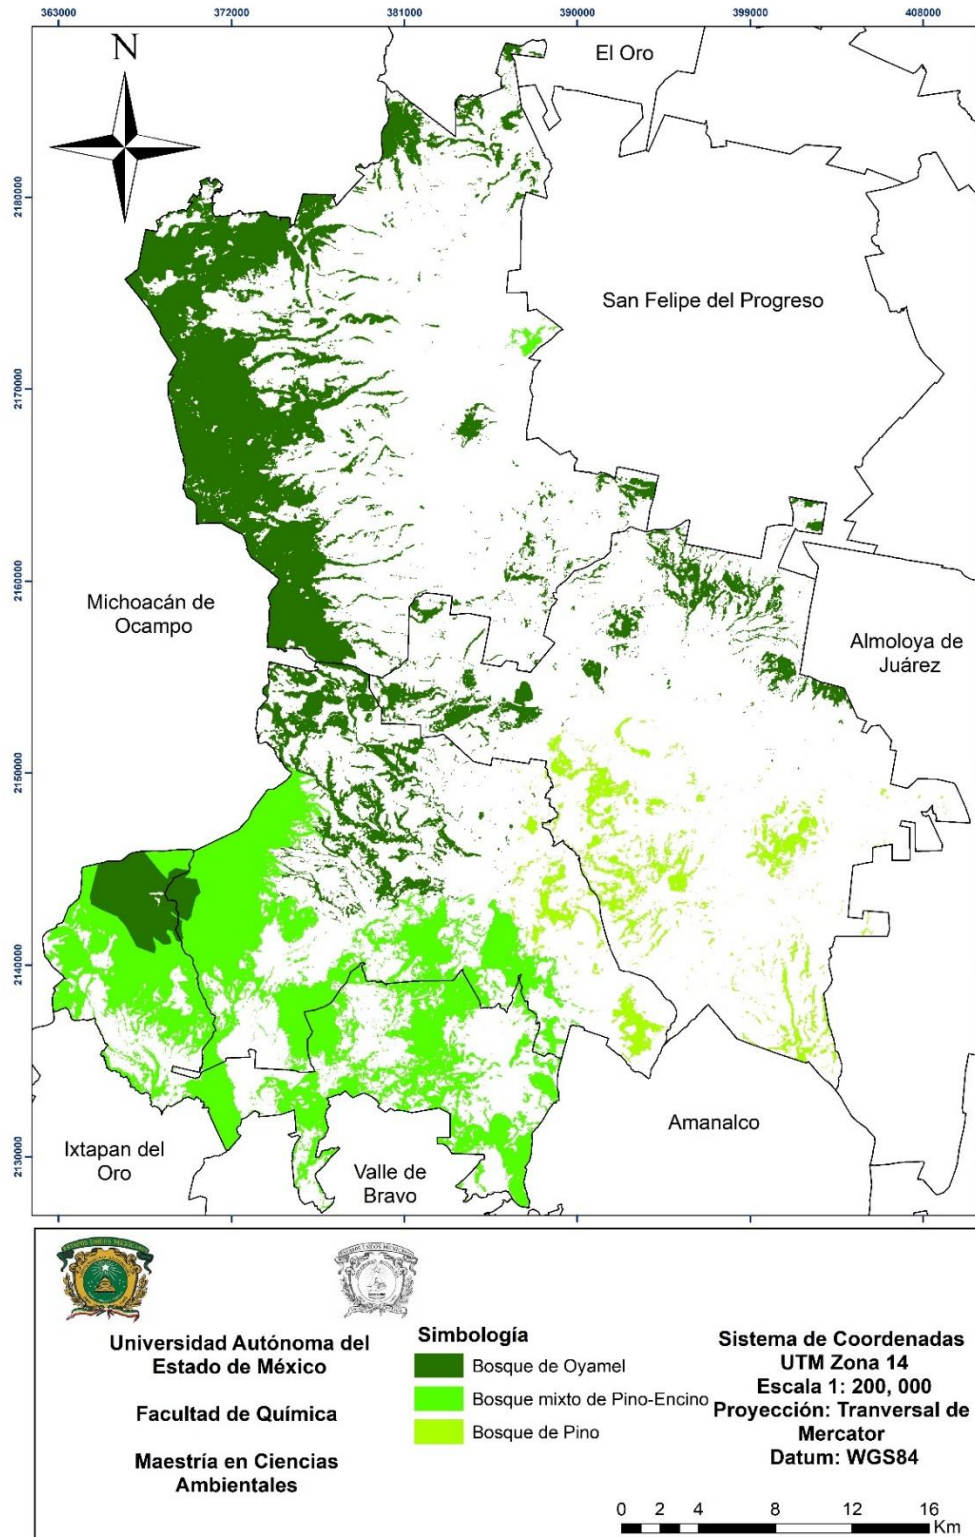 363000 372000 381000 390000 399000 408000
N
El Oro
2180000
San Felipe del Progreso
2170000
2160000
Michoacán de
Ocampo
Almoloya de
Juárez
2150000
2140000
Amanalco
2130000
Ixtapan del
Oro
Valle de
Bravo
Universidad Autónoma del
Estado de México
Facultad de Química
Maestría en Ciencias
Ambientales
Simbología
Bosque de Oyamel
Bosque mixto de Pino-Encino
Bosque de Pino
Sistema de Coordenadas
UTM Zona 14
Escala 1: 200, 000
Proyección: Tranversal de
Mercator
Datum: WGS84
0 2 4 8 12 16
Km